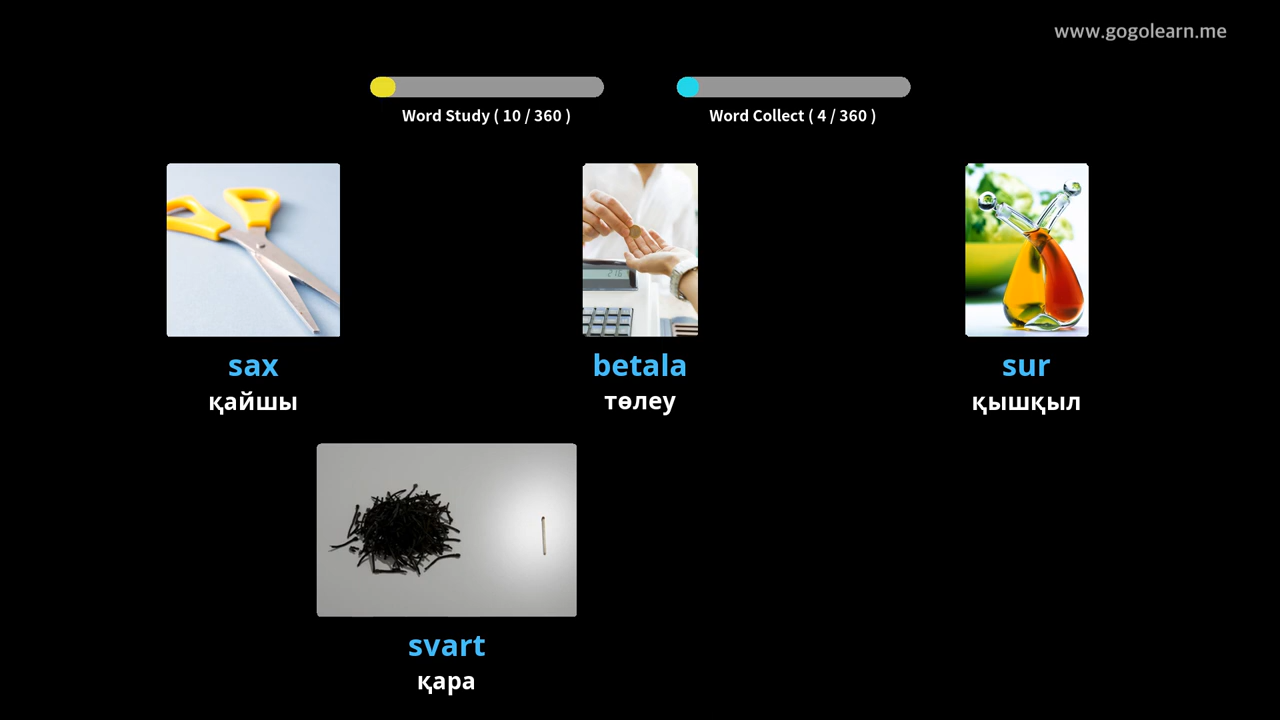 www.gogolearn.me
Word Study ( 10 / 360 )
Word Collect ( 4 / 360 )
sax
қайшы
betala
төлеу
sur
қышқыл
svart
қара